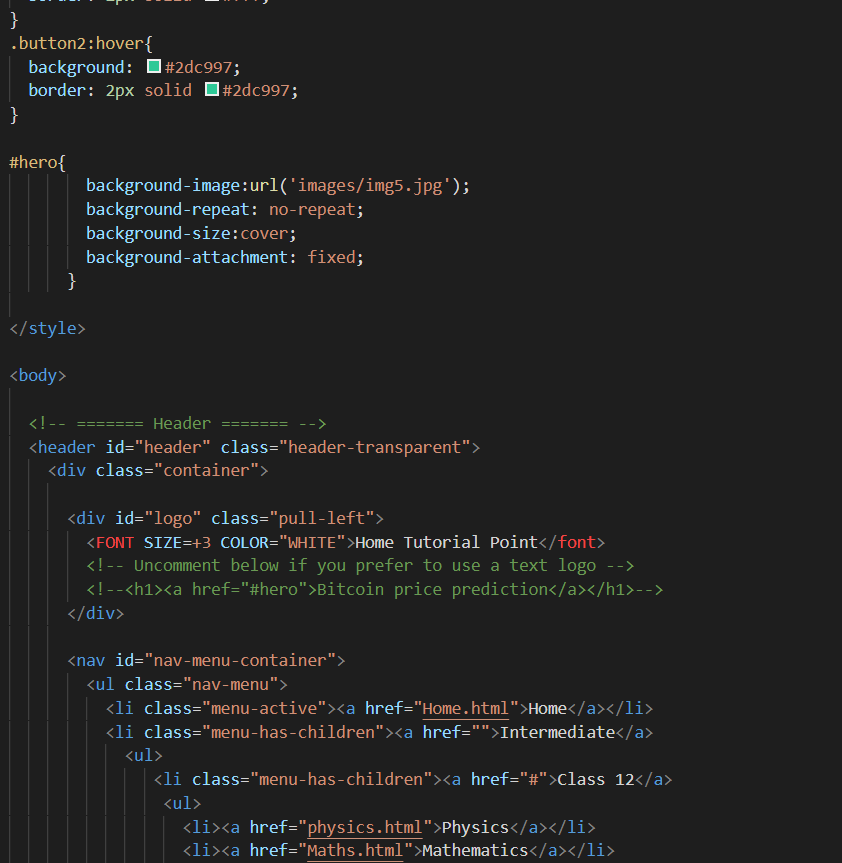 }
.button2:hover{
background: #2dc997;
border: 2px solid #2dc997;
}
#hero{
background-image:url('images/img5.jpg');
background-repeat: no-repeat;
background-size:cover;
background-attachment: fixed;
}
</style>
<body>
<!-- ======= Header ======= -->
<header id="header" class="header-transparent">
<div class="container">
<div id="logo" class="pull-left">
<FONT SIZE=+3 COLOR="WHITE">Home Tutorial Point</font>
<!-- Uncomment below if you prefer to use a text logo -->
<!--<h1><a href="#hero">Bitcoin price prediction</a></h1>-->
</div>
<nav id="nav-menu-container">
<ul class="nav-menu">
<li class="menu-active"><a href="Home.html">Home</a></li>
<li class="menu-has-children"><a href="">Intermediate</a>
<ul>
<li class="menu-has-children"><a href="#">Class 12</a>
<ul>
<li><a href="physics.html">Physics</a></li>
<li><a href="Maths.html">Mathematics</a></li>